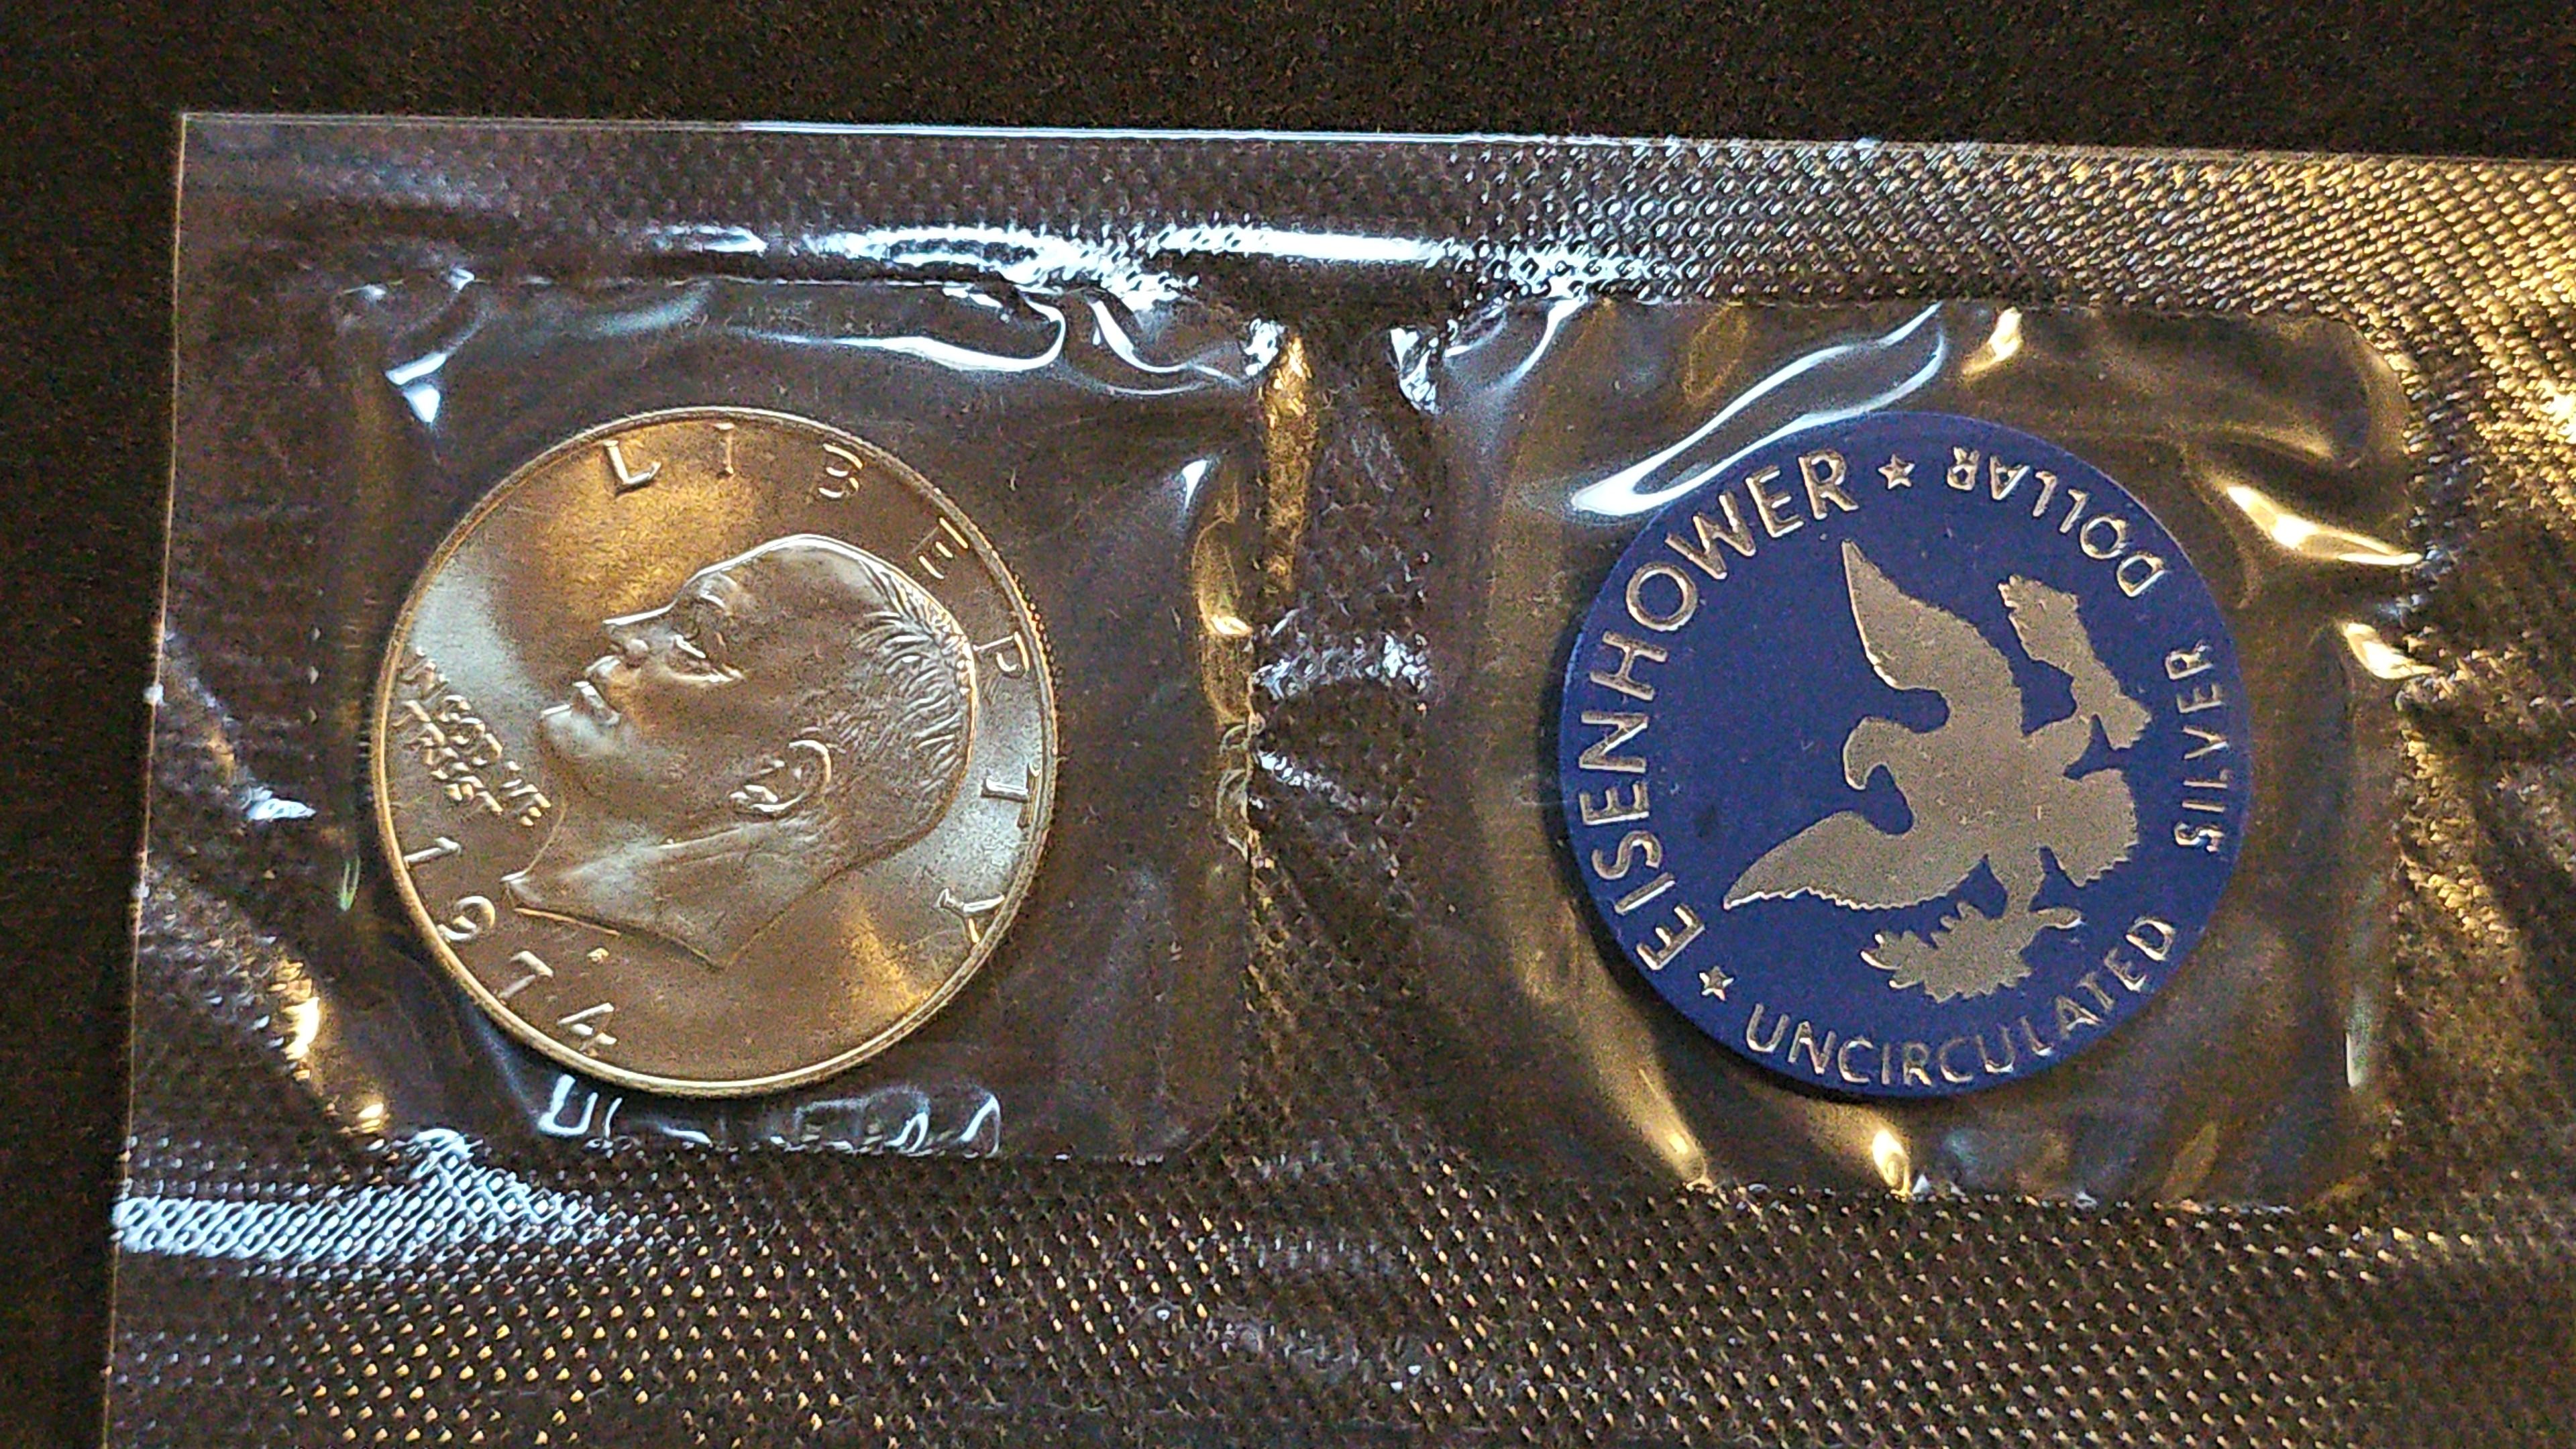 LIBERTY
IN GOD WE
TRUST
1974
S
EISENHOWER ★ DOLLAR
SILVER
UNCIRCULATED ★